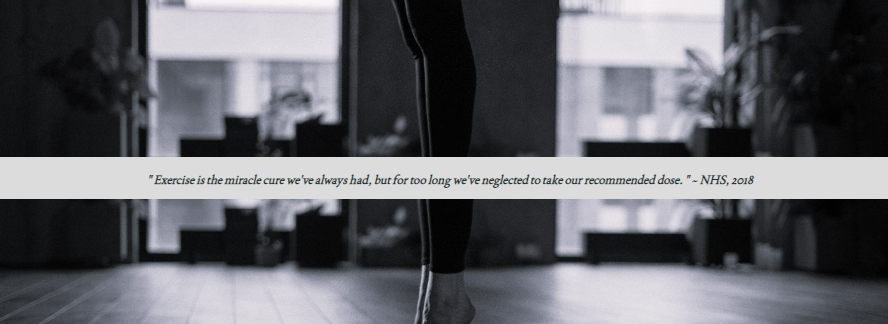 " Exercise is the miracle cure we've always had, but for too long we've neglected to take our recommended dose. " ~ NHS, 2018